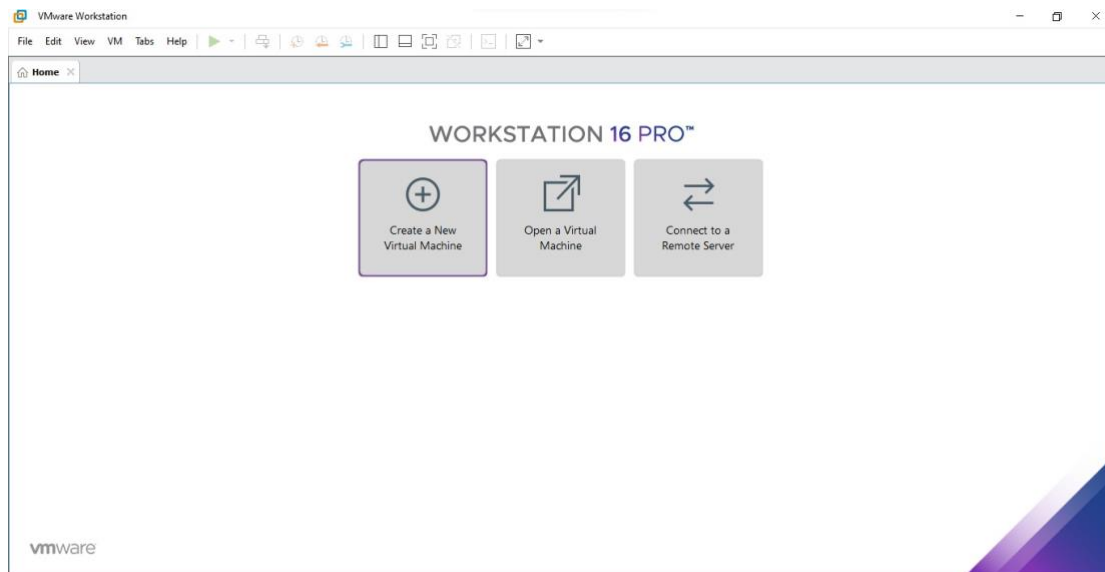 VMware Workstation
File Edit View VM Tabs Help
Home
WORKSTATION 16 PRO™
Create a New
Virtual Machine
Open a Virtual
Machine
Connect to a
Remote Server
vmware